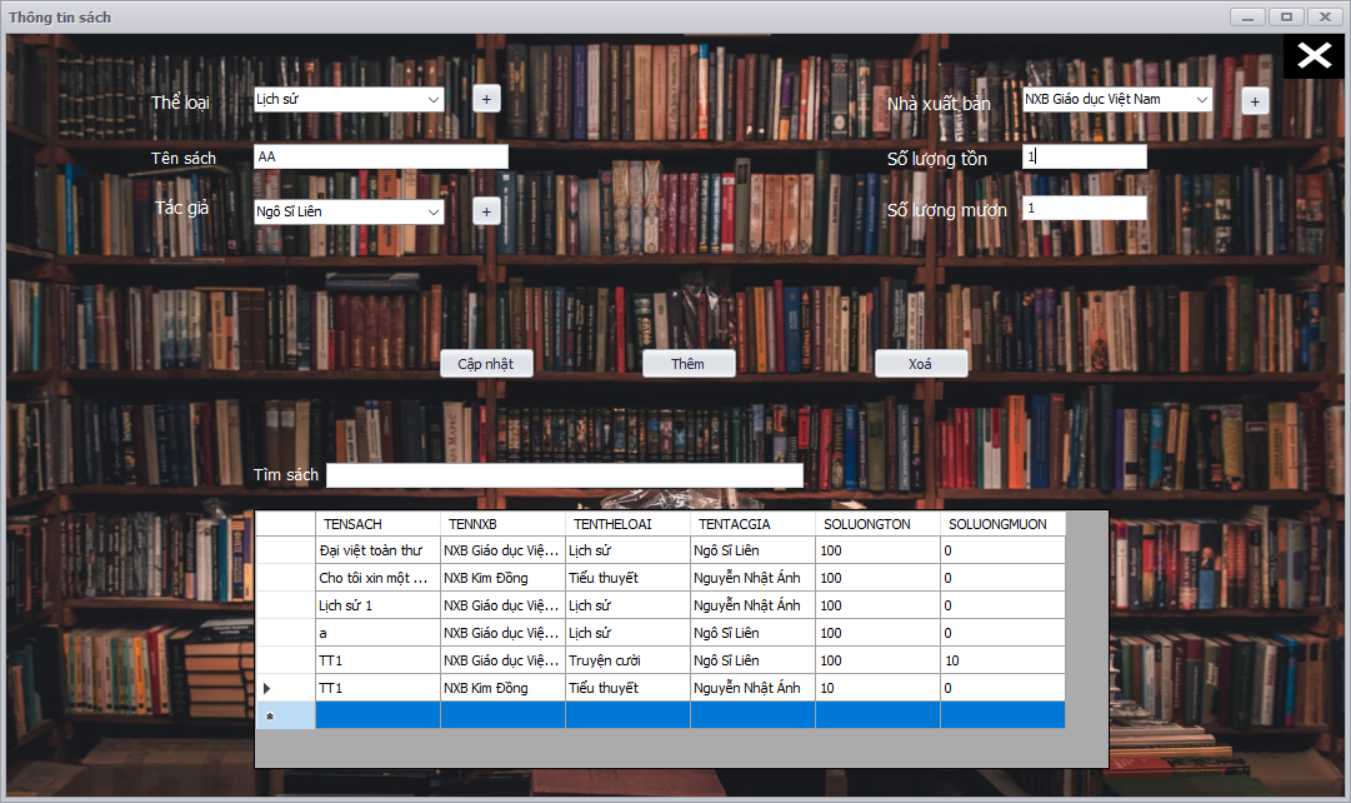 Thông tin sách
Thể loại Lịch sử + Nhà xuất bản NXB Giáo dục Việt Nam +
Tên sách AA Số lượng tồn 1
Tác giả Ngô Sĩ Liên + Số lượng mượn 1
Cập nhật Thêm Xoá
Tìm sách
TENSACH TENNXB TENTHELOAI TENTACGIA SOLUONGTON SOLUONGMUON
Đại việt toàn thư NXB Giáo dục Việ... Lịch sử Ngô Sĩ Liên 100 0
Cho tôi xin một ... NXB Kim Đồng Tiểu thuyết Nguyễn Nhật Ánh 100 0
Lịch sử 1 NXB Giáo dục Việ... Lịch sử Nguyễn Nhật Ánh 100 0
a NXB Giáo dục Việ... Lịch sử Ngô Sĩ Liên 100 0
TT1 NXB Giáo dục Việ... Truyện cười Ngô Sĩ Liên 100 10
TT1 NXB Kim Đồng Tiểu thuyết Nguyễn Nhật Ánh 10 0